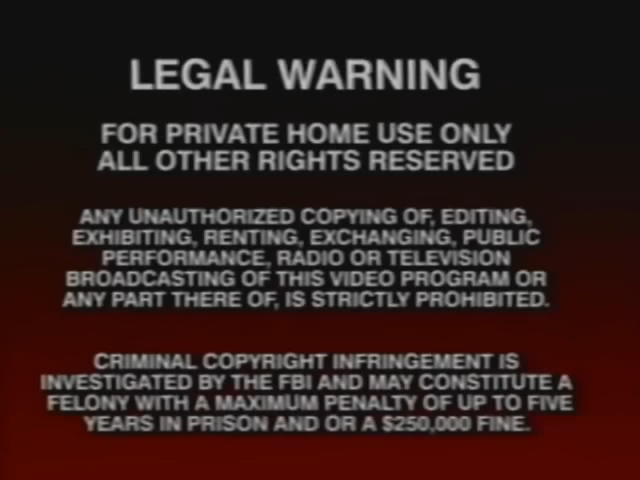 LEGAL WARNING
FOR PRIVATE HOME USE ONLY
ALL OTHER RIGHTS RESERVED
ANY UNAUTHORIZED COPYING OF, EDITING,
EXHIBITING, RENTING, EXCHANGING, PUBLIC
PERFORMANCE, RADIO OR TELEVISION
BROADCASTING OF THIS VIDEO PROGRAM OR
ANY PART THERE OF, IS STRICTLY PROHIBITED.
CRIMINAL COPYRIGHT INFRINGEMENT IS
INVESTIGATED BY THE FBI AND MAY CONSTITUTE A
FELONY WITH A MAXIMUM PENALTY OF UP TO FIVE
YEARS IN PRISON AND OR A $250,000 FINE.